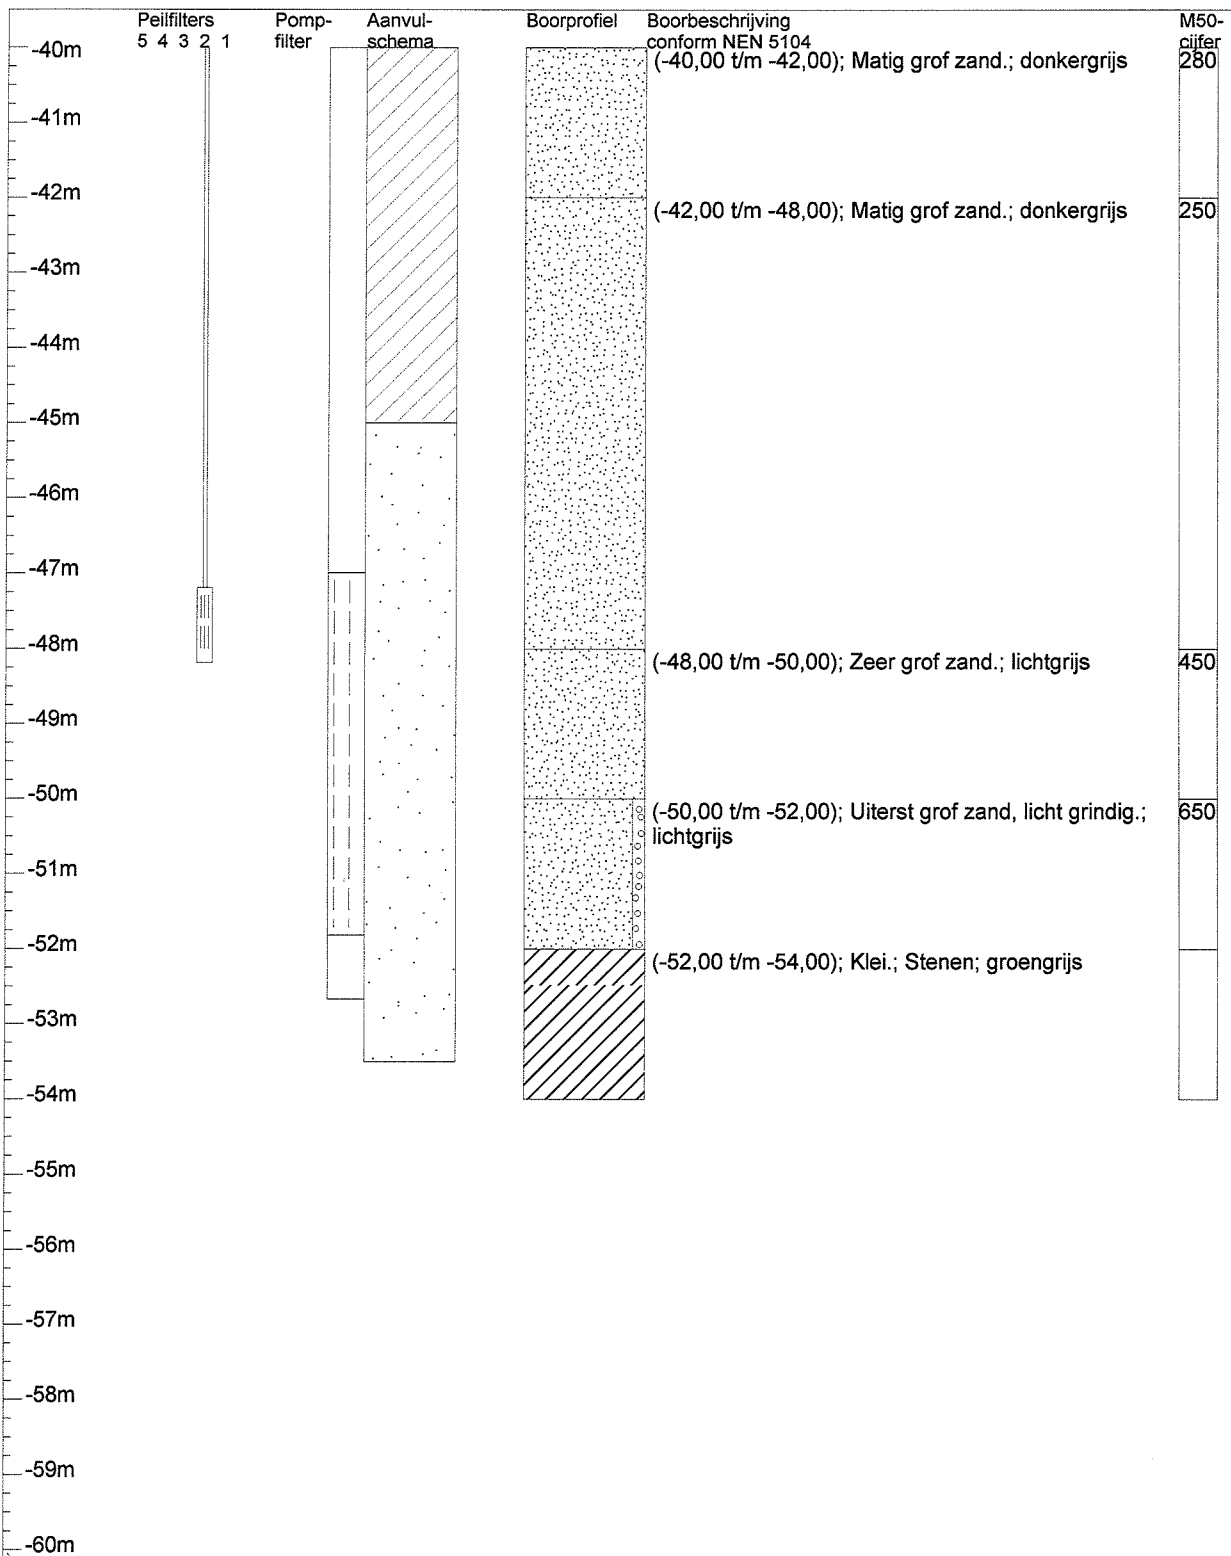 Peilfilters
5 4 3 2 1
Pomp-
filter
Aanvul-
schema
Boorprofiel
Boorbeschrijving
conform NEN 5104
M50-
cijfer
-40m
(-40,00 t/m -42,00); Matig grof zand.; donkergrijs
280
-41m
-42m
(-42,00 t/m -48,00); Matig grof zand.; donkergrijs
250
-43m
-44m
-45m
-46m
-47m
-48m
(-48,00 t/m -50,00); Zeer grof zand.; lichtgrijs
450
-49m
-50m
(-50,00 t/m -52,00); Uiterst grof zand, licht grindig.;
lichtgrijs
650
-51m
-52m
(-52,00 t/m -54,00); Klei.; Stenen; groengrijs
-53m
-54m
-55m
-56m
-57m
-58m
-59m
-60m